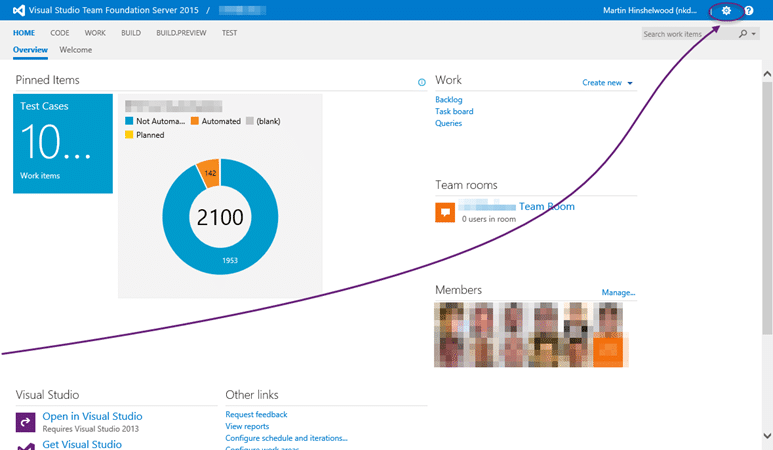 Visual Studio Team Foundation Server 2015 /
Martin Hinshelwood (nkd...
HOME CODE WORK BUILD BUILD.PREVIEW TEST
Search work items
Overview Welcome
Pinned Items
Test Cases
10...
Work items
Not Automa... Automated (blank)
Planned
142
2100
1953
Work
Create new
Backlog
Task board
Queries
Team rooms
Team Room
0 users in room
Members
Manage...
Visual Studio
Open in Visual Studio
Requires Visual Studio 2013
Get Visual Studio
Other links
Request feedback
View reports
Configure schedule and iterations...
Configure work areas